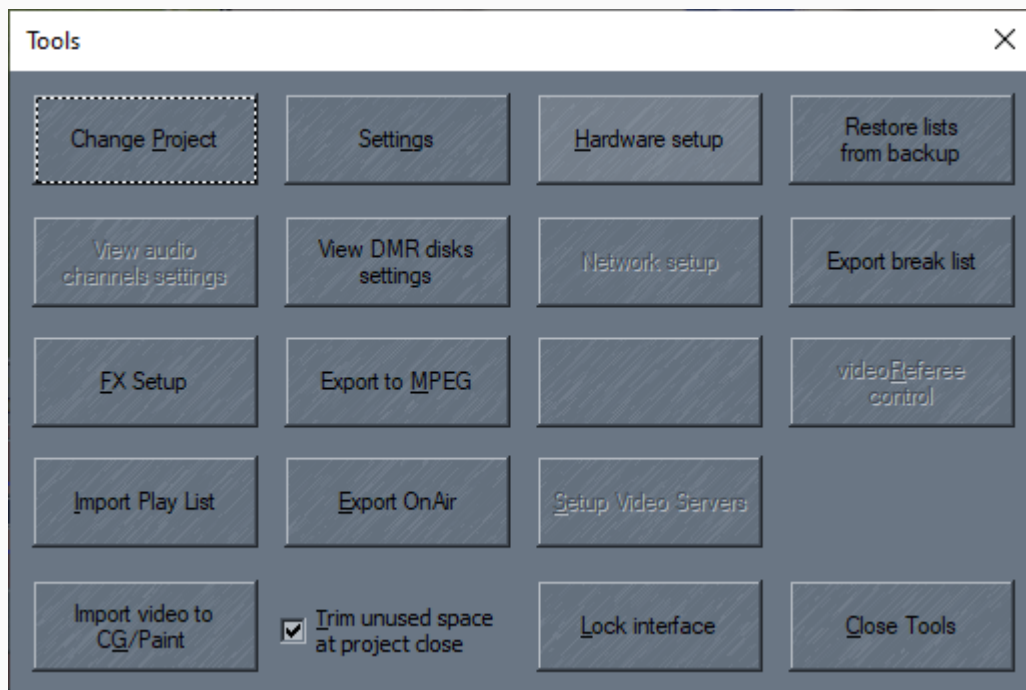 Tools
Change Project
Settings
Hardware setup
Restore lists
from backup
View audio
channels settings
View DMR disks
settings
Network setup
Export break list
FX Setup
Export to MPEG
videoReferee
control
Import Play List
Export OnAir
Setup Video Servers
Import video to
CG/Paint
Trim unused space
at project close
Lock interface
Close Tools